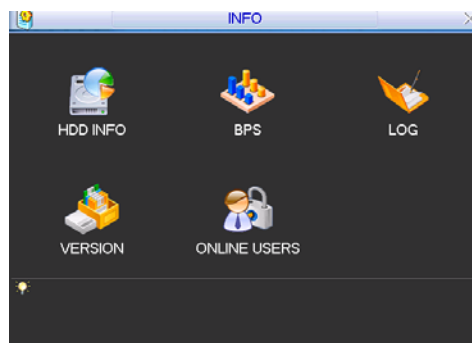 INFO
HDD INFO
BPS
LOG
VERSION
ONLINE USERS